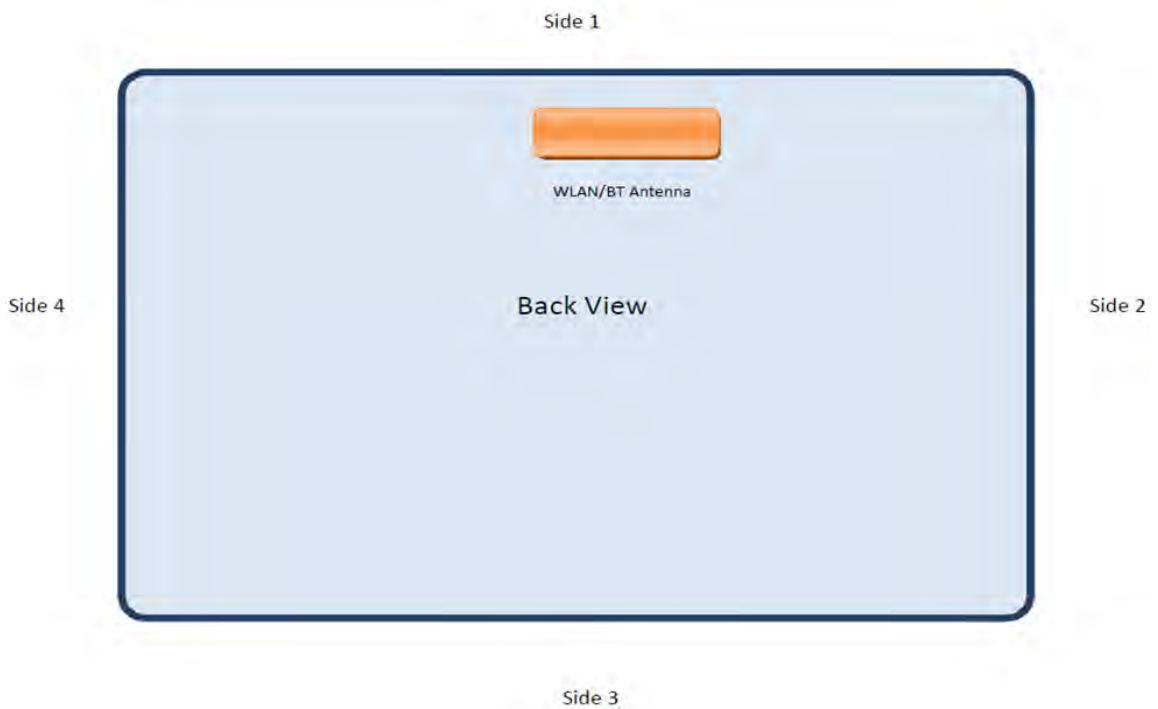 Side 1
WLAN/BT Antenna
Side 4
Back View
Side 2
Side 3